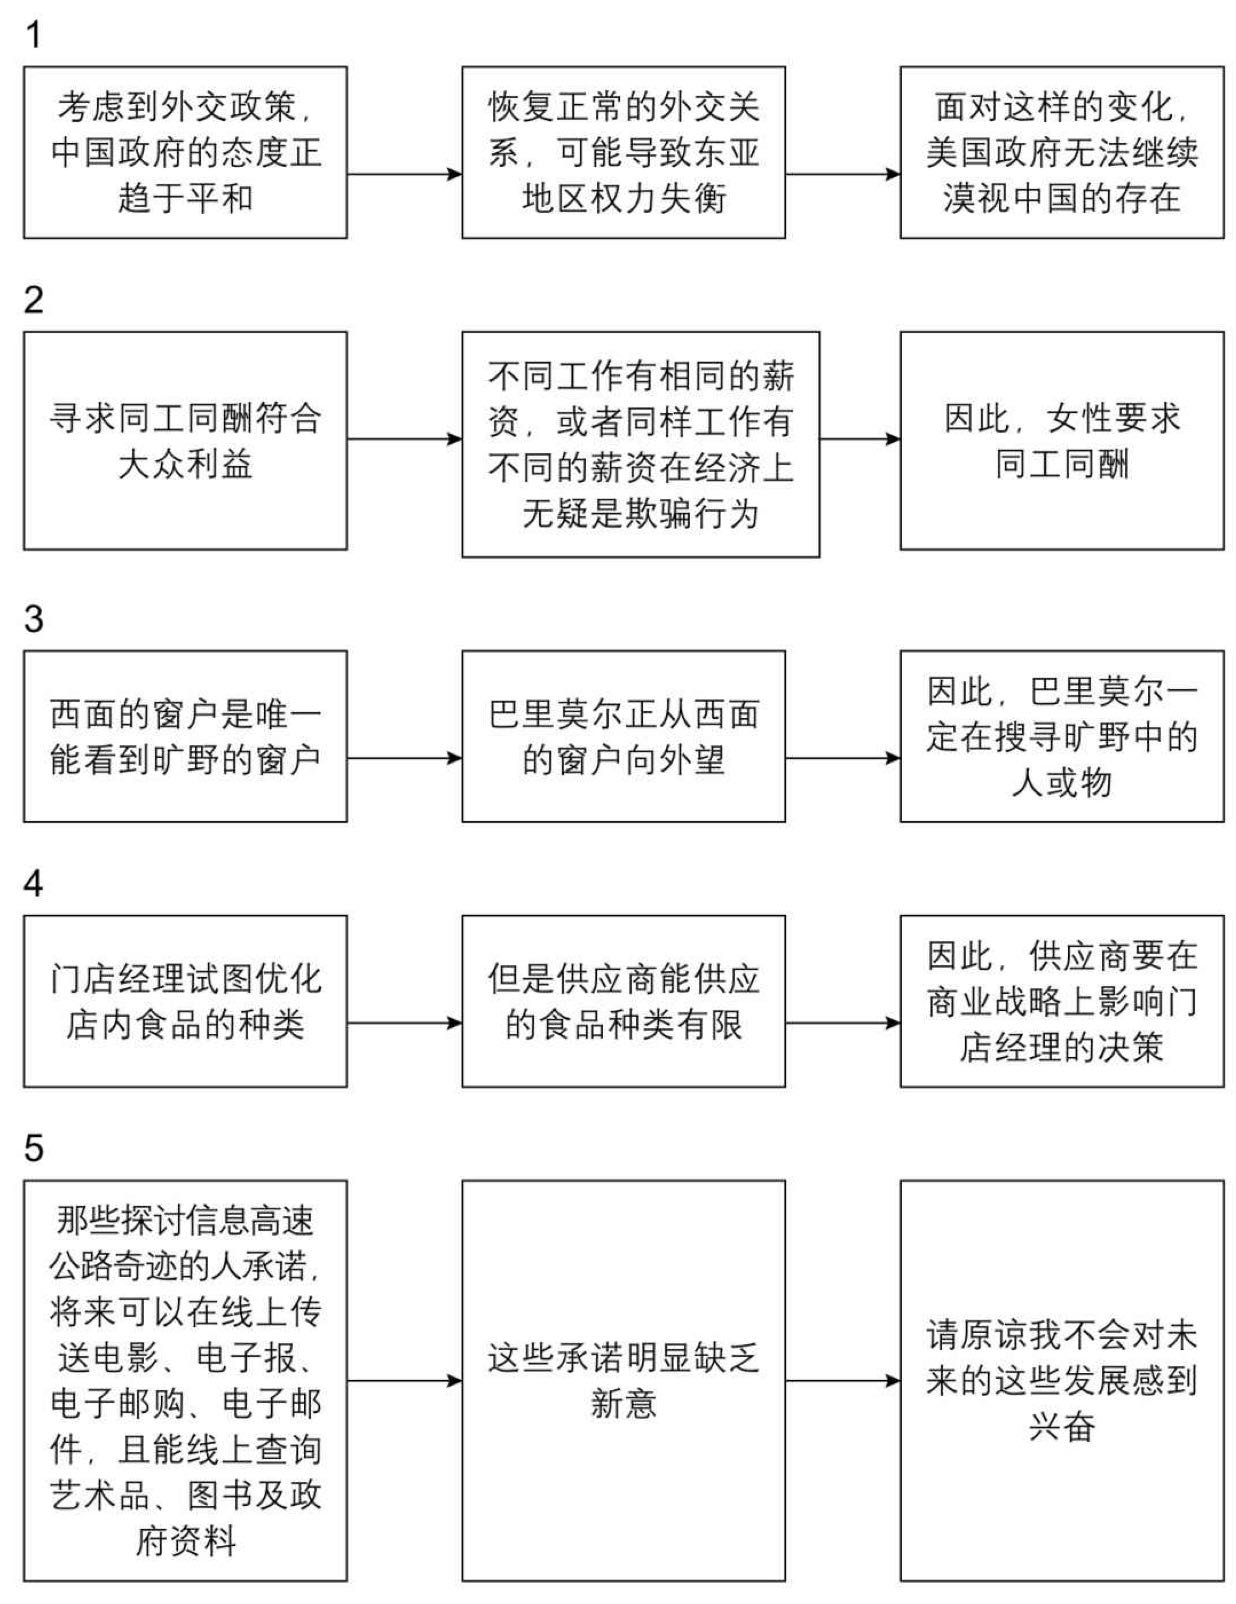 1
考虑到外交政策，
中国政府的态度正
趋于平和
恢复正常的外交关
系，可能导致东亚
地区权力失衡
面对这样的变化，
美国政府无法继续
漠视中国的存在
2
寻求同工同酬符合
大众利益
不同工作有相同的薪
资，或者同样工作有
不同的薪资在经济上
无疑是欺骗行为
因此，女性要求
同工同酬
3
西面的窗户是唯一
能看到旷野的窗户
巴里莫尔正从西面
的窗户向外望
因此，巴里莫尔一
定在搜寻旷野中的
人或物
4
门店经理试图优化
店内食品的种类
但是供应商能供应
的食品种类有限
因此，供应商要在
商业战略上影响门
店经理的决策
5
那些探讨信息高速
公路奇迹的人承诺，
将来可以在线上传
送电影、电子报、
电子邮购、电子邮
件，且能线上查询
艺术品、图书及政
府资料
这些承诺明显缺乏
新意
请原谅我不会对未
来的这些发展感到
兴奋